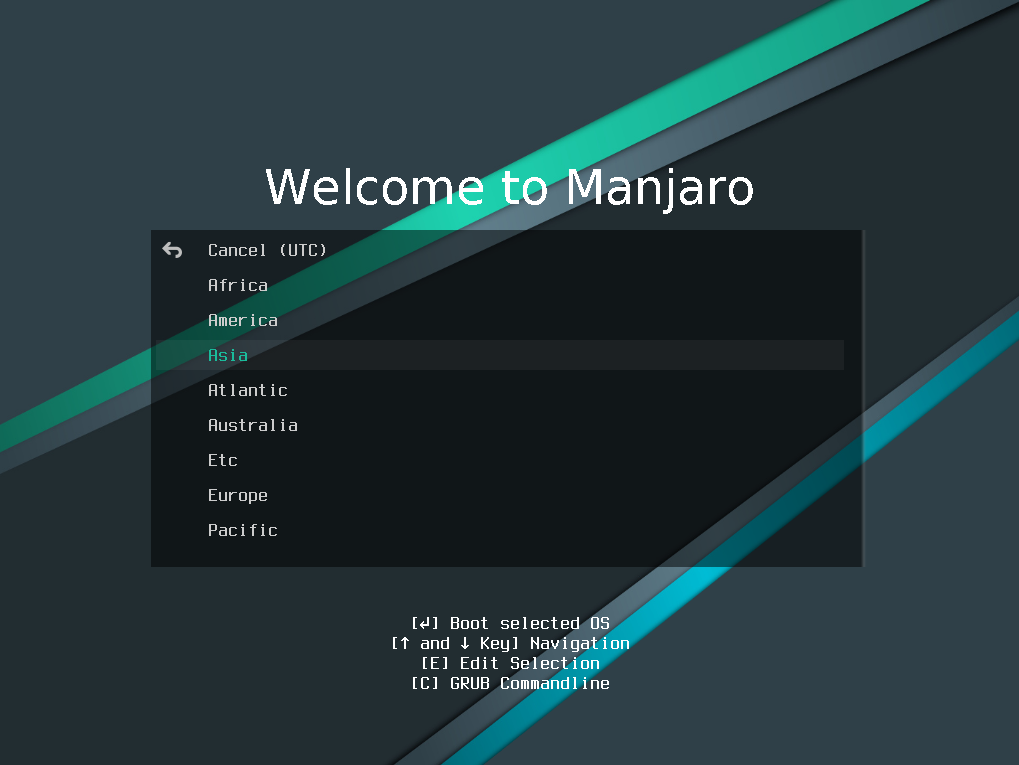 Welcome to Manjaro
Cancel (UTC)
Africa
America
Asia
Atlantic
Australia
Etc
Europe
Pacific
[↲] Boot selected OS
[↑ and ↓ Key] Navigation
[E] Edit Selection
[C] GRUB Commandline